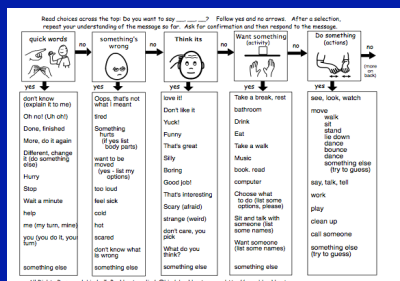 Read choices across the top: Do you want to say __ __ __? Follow yes and no arrows. After a selection,
repeat your understanding of the message so far. Ask for confirmation and then respond to the message.
quick words
no
something's
wrong
no
Think its
no
Want something
(activity)
no
Do something
(actions)
no
(more
on
back)
yes
yes
yes
yes
yes
don't know
(explain it to me)
Oh no! (Uh oh!)
Done, finished
More, do it again
Different, change
it (do something
else)
Hurry
Stop
Wait a minute
help
me (my turn, mine)
you (you do it, your
turn)
something else
Oops, that's not
what I meant
tired
Something
hurts
(if yes list
body parts)
want to be
moved
(yes - list my
options)
too loud
feel sick
cold
hot
scared
don't know what
is wrong
something else
love it!
Don't like it
Yuck!
Funny
That's great
Silly
Boring
Good job!
That's interesting
Scary (afraid)
strange (weird)
don't care, you
pick
What do you
think?
something else
Take a break, rest
bathroom
Drink
Eat
Take a walk
Music
book. read
computer
Choose what
to do (list some
options, please)
Sit and talk with
someone (list
some names)
Want someone
(list some names)
something else
see, look, watch
move
walk
sit
stand
lie down
dance
bounce
dance
something else
(try to guess)
say, talk, tell
work
play
clean up
call someone
something else
(try to guess)